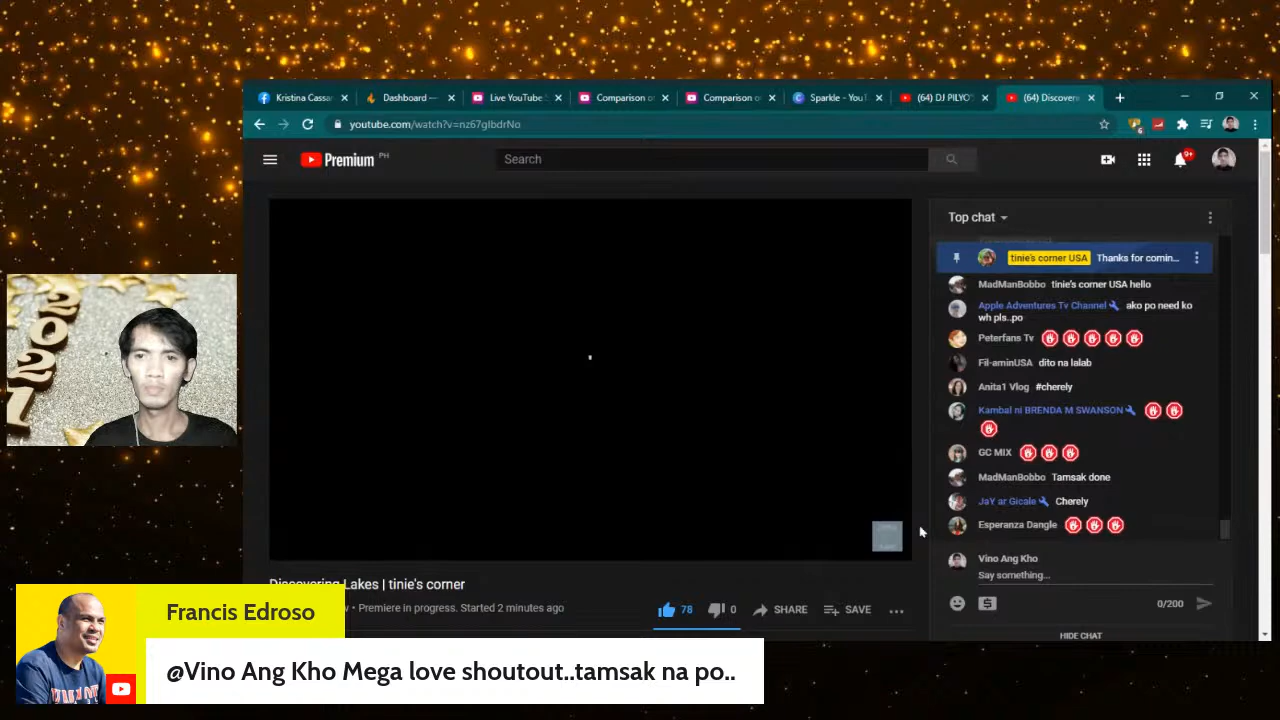 Kristina Cassar
Dashboard —
Live YouTube
Comparison o
Comparison o
Sparkle - YouT
(64) DJ PILYO'S
(64) Discoveri
youtube.com/watch?v=nz67gIbdrNo
Premium PH
Search
9+
Top chat
tinie's corner USA Thanks for comin...
MadManBobbo tinie's corner USA hello
Apple Adventures Tv Channel ako po need ko
wh pls..po
Peterfans Tv
Fil-aminUSA dito na lalab
Anita1 Vlog #cherely
Kambal ni BRENDA M SWANSON
GC MIX
MadManBobbo Tamsak done
JaY ar Gicale Cherely
Esperanza Dangle
Vino Ang Kho
Say something...
0/200
HIDE CHAT
Discovering Lakes | tinie's corner
• Premiere in progress. Started 2 minutes ago
78
0
SHARE
SAVE
2021
Francis Edroso
@Vino Ang Kho Mega love shoutout..tamsak na po..